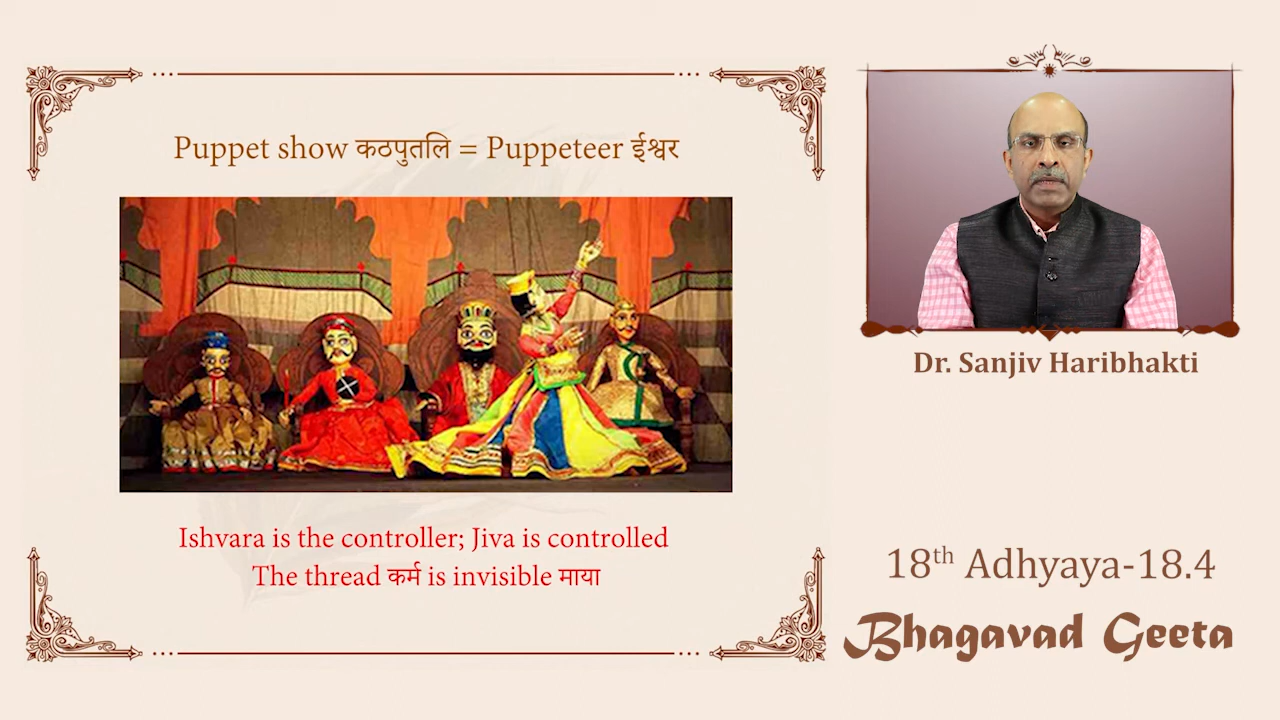 Puppet show कठपुतलि = Puppeteer ईश्वर
Ishvara is the controller; Jiva is controlled
The thread कर्म is invisible माया
Dr. Sanjiv Haribhakti
18th Adhyaya-18.4
Bhagavad Geeta